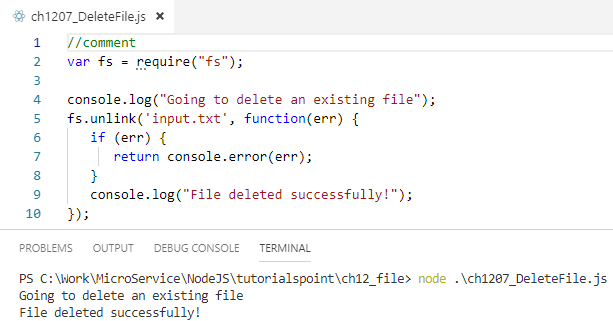 ch1207_DeleteFile.js ×
1 //comment
2 var fs = require("fs");
3
4 console.log("Going to delete an existing file");
5 fs.unlink('input.txt', function(err) {
6 if (err) {
7 return console.error(err);
8 }
9 console.log("File deleted successfully!");
10 });
PROBLEMS OUTPUT DEBUG CONSOLE TERMINAL
PS C:\Work\MicroService\NodeJS\tutorialspoint\ch12_file> node .\ch1207_DeleteFile.js
Going to delete an existing file
File deleted successfully!